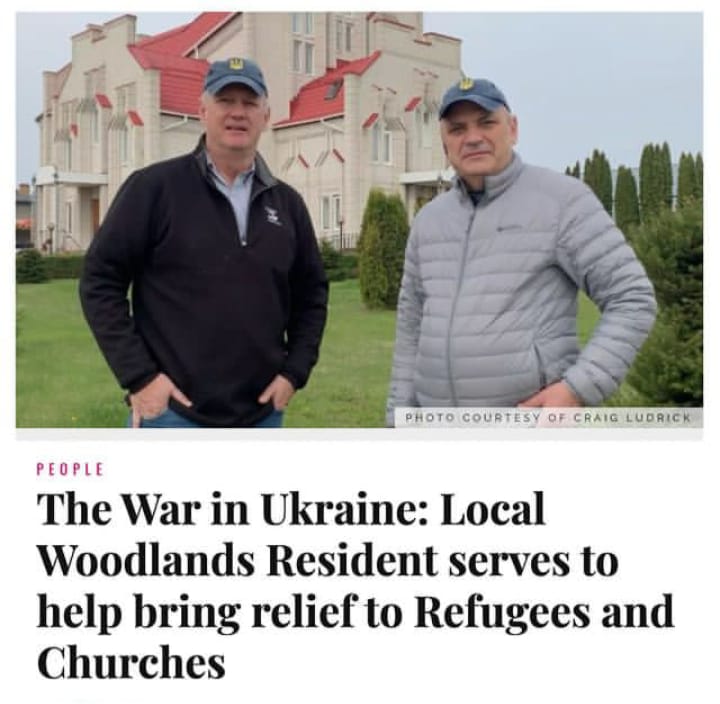 PHOTO COURTESY OF CRAIG LUDRICK
PEOPLE
The War in Ukraine: Local
Woodlands Resident serves to
help bring relief to Refugees and
Churches